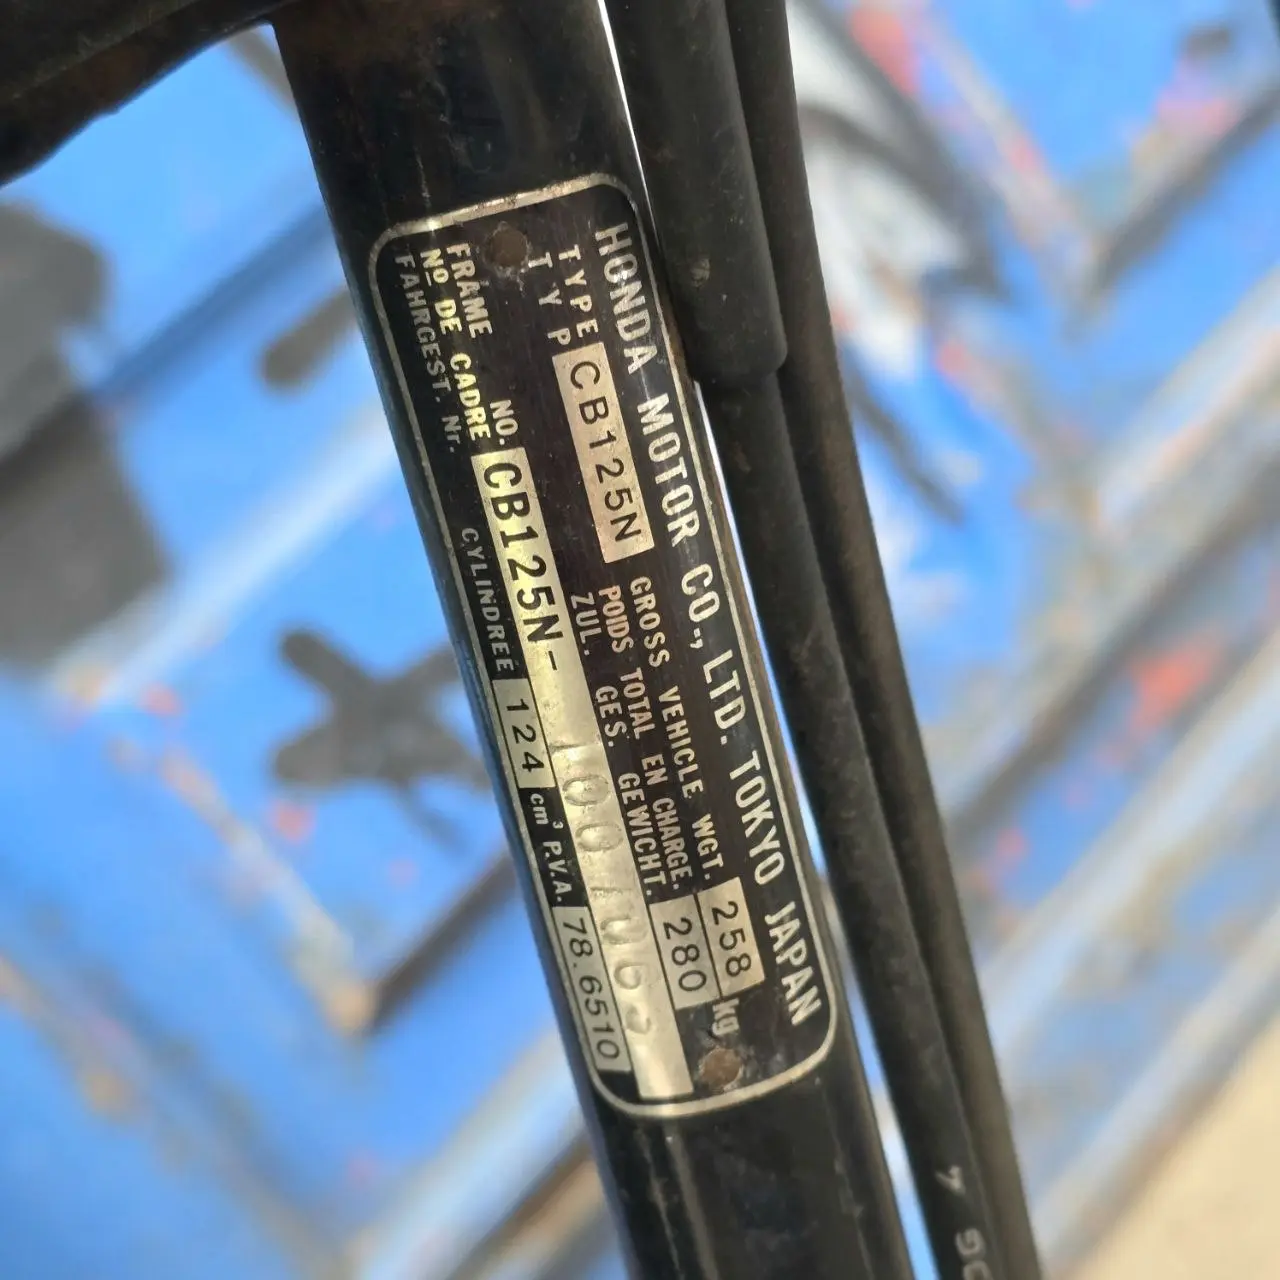 HONDA MOTOR CO., LTD. TOKYO JAPAN
TYPE
TYP
CB125N
GROSS VEHICLE WGT. 258
POIDS TOTAL EN CHARGE.
ZUL. GES. GEWICHT. 280 kg
FRAME NO.
Nº DE CADRE
FAHRGEST. Nr.
CB125N-
CYLINDREE 124 cm³ P.V.A. 78.6510